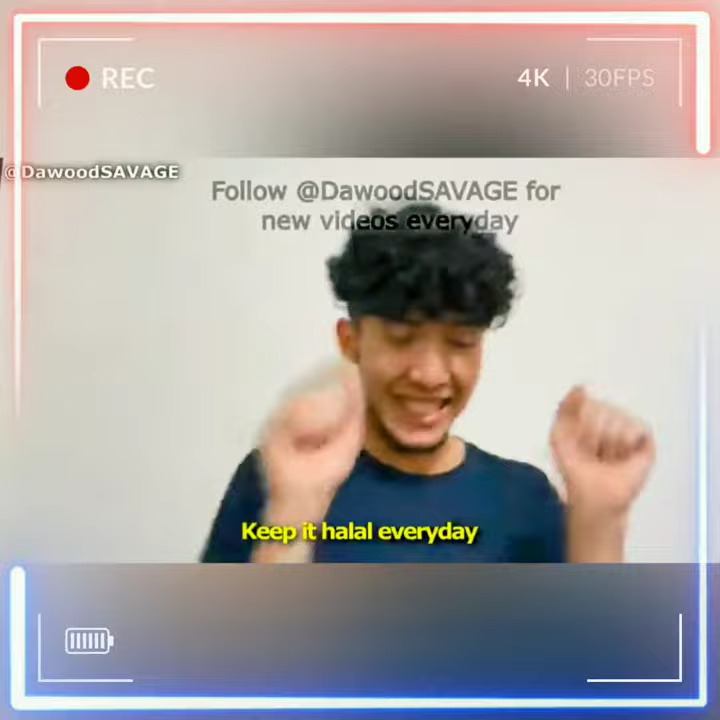 REC
4K | 30FPS
@DawoodSAVAGE
Follow @DawoodSAVAGE for
new videos everyday
Keep it halal everyday